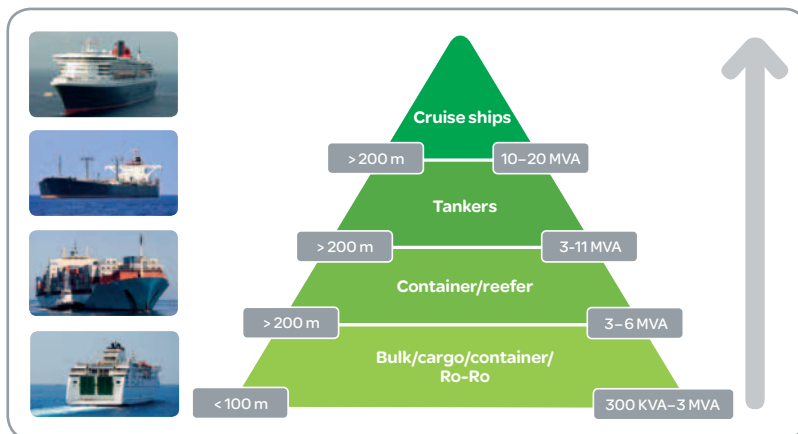 Cruise ships
> 200 m
10–20 MVA
Tankers
> 200 m
3-11 MVA
Container/reefer
> 200 m
3–6 MVA
Bulk/cargo/container/
Ro-Ro
< 100 m
300 KVA–3 MVA